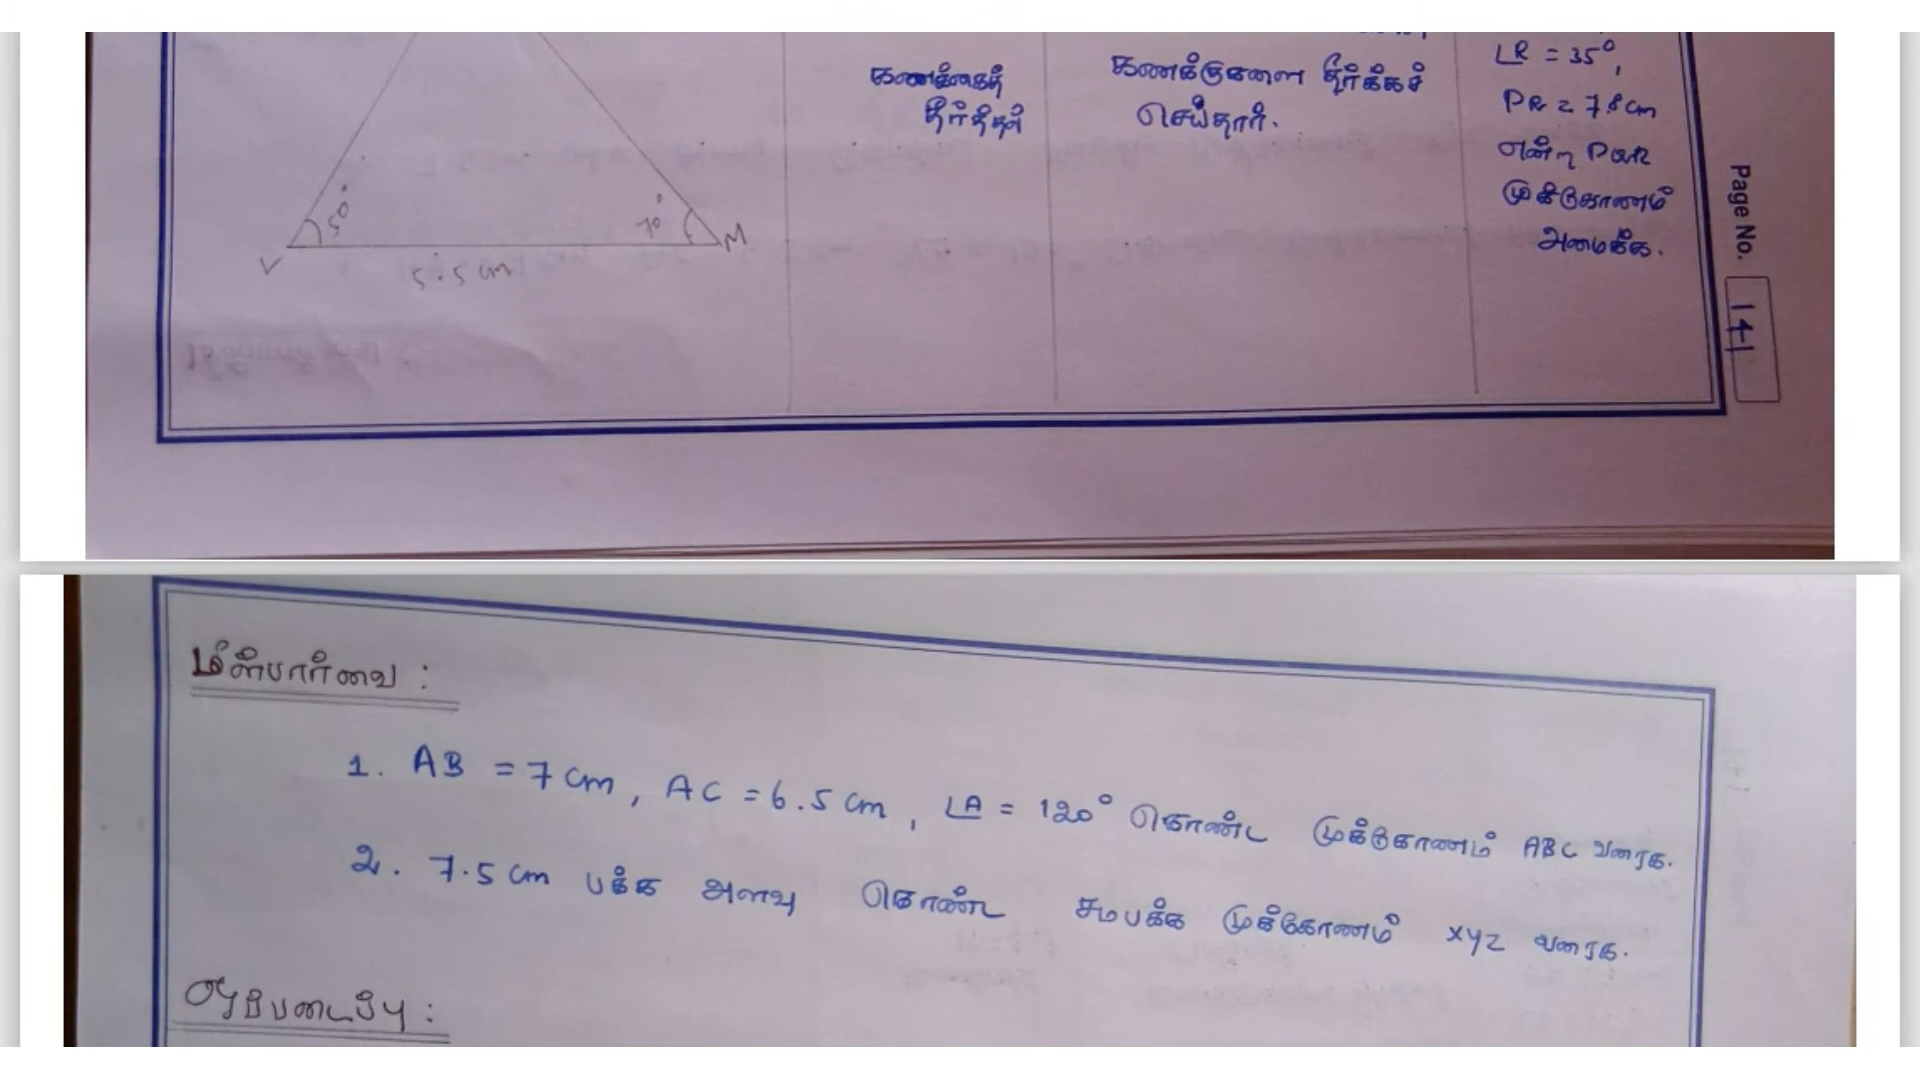 கணக்கைத்
தீர்த்தல்
கணக்குகளை தீர்க்கச்
செய்தார்.
∠R = 35°,
PR = 7.8 cm
என்ற PQR
முக்கோணம்
அமைக்க.
50°
70°
V
M
5.5 cm
Page No. 141
மீள்பார்வை :
1. AB = 7 cm, AC = 6.5 cm, ∠A = 120° கொண்ட முக்கோணம் ABC வரைக.
2. 7.5 cm பக்க அளவு கொண்ட சமபக்க முக்கோணம் XYZ வரைக.
ஒப்படைப்பு :